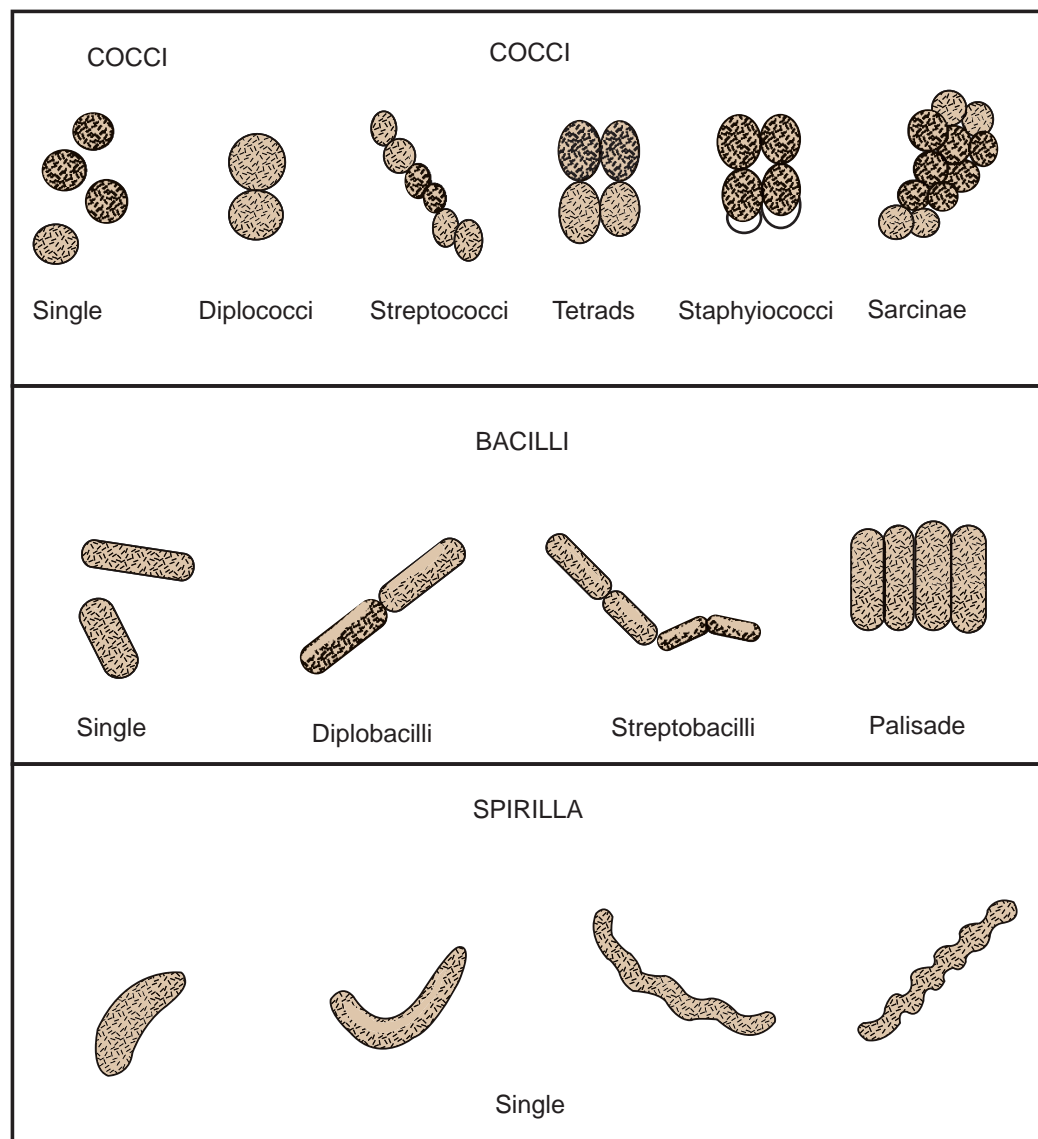 COCCI
COCCI
Single
Diplococci
Streptococci
Tetrads
Staphyiococci
Sarcinae
BACILLI
Single
Diplobacilli
Streptobacilli
Palisade
SPIRILLA
Single